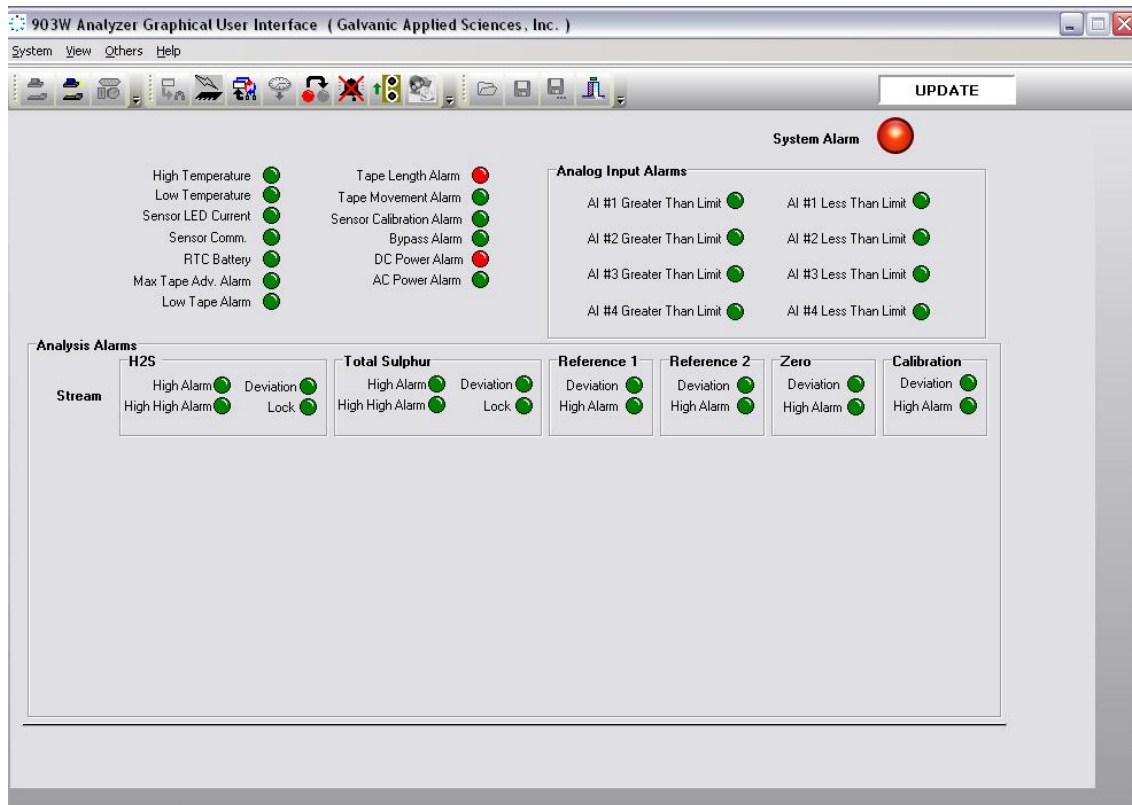 903W Analyzer Graphical User Interface ( Galvanic Applied Sciences, Inc. )
System View Others Help
UPDATE
System Alarm
High Temperature
Low Temperature
Sensor LED Current
Sensor Comm.
RTC Battery
Max Tape Adv. Alarm
Low Tape Alarm
Tape Length Alarm
Tape Movement Alarm
Sensor Calibration Alarm
Bypass Alarm
DC Power Alarm
AC Power Alarm
Analog Input Alarms
AI #1 Greater Than Limit AI #1 Less Than Limit
AI #2 Greater Than Limit AI #2 Less Than Limit
AI #3 Greater Than Limit AI #3 Less Than Limit
AI #4 Greater Than Limit AI #4 Less Than Limit
Analysis Alarms
Stream
H2S
High Alarm Deviation
High High Alarm Lock
Total Sulphur
High Alarm Deviation
High High Alarm Lock
Reference 1
Deviation
High Alarm
Reference 2
Deviation
High Alarm
Zero
Deviation
High Alarm
Calibration
Deviation
High Alarm